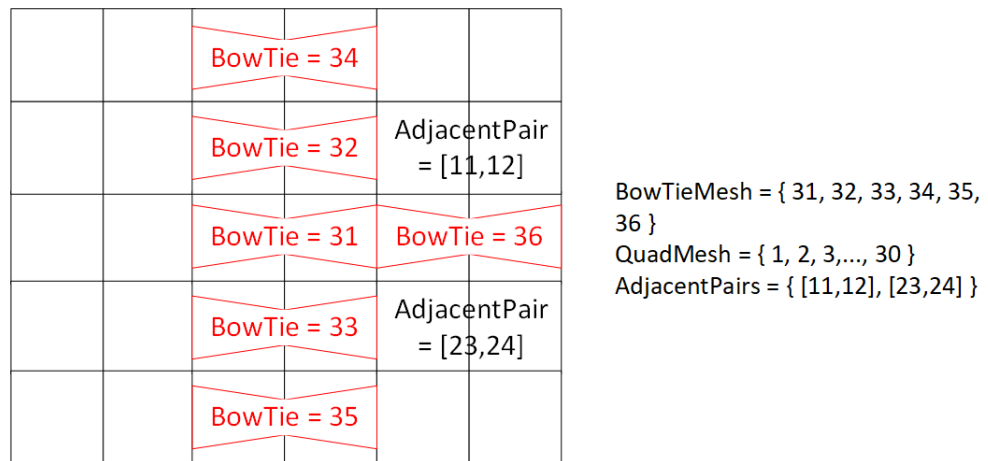 BowTie = 34
BowTie = 32
AdjacentPair
= [11,12]
BowTie = 31
BowTie = 36
BowTie = 33
AdjacentPair
= [23,24]
BowTie = 35
BowTieMesh = { 31, 32, 33, 34, 35,
36 }
QuadMesh = { 1, 2, 3,..., 30 }
AdjacentPairs = { [11,12], [23,24] }